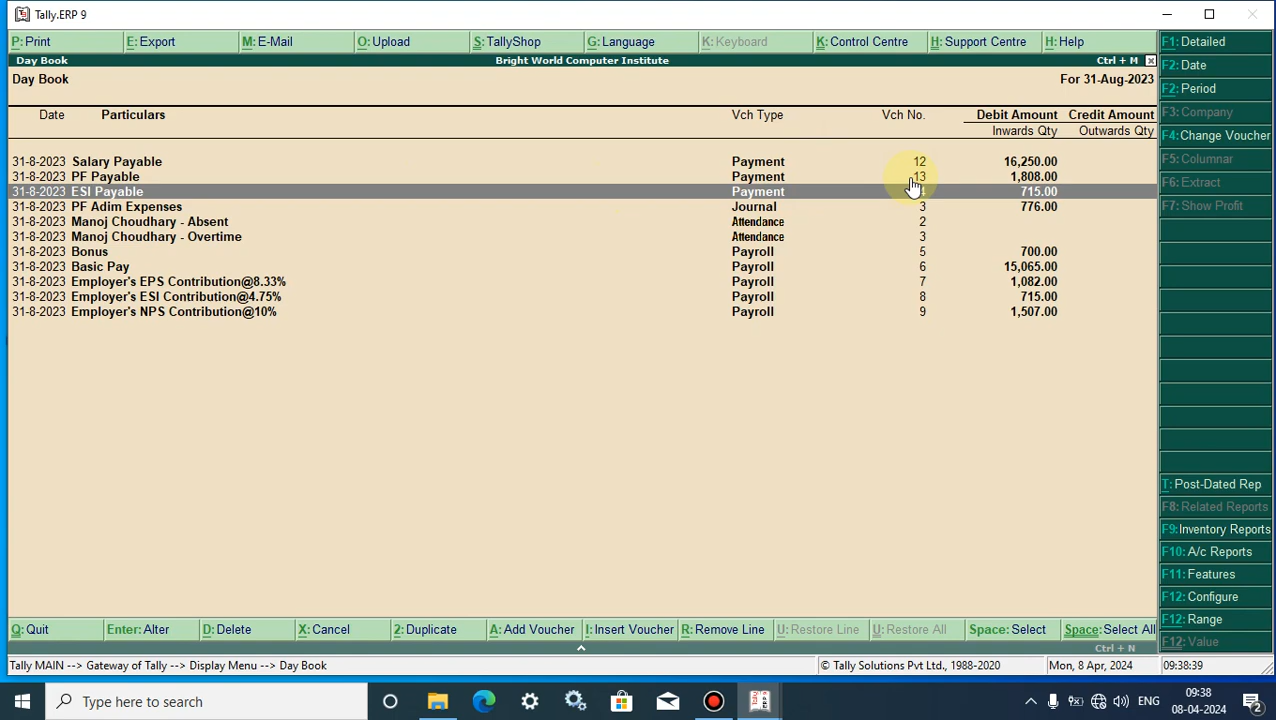 Tally.ERP 9
P: Print E: Export M: E-Mail O: Upload S: TallyShop G: Language K: Keyboard K: Control Centre H: Support Centre H: Help
Day Book Bright World Computer Institute Ctrl + M
Day Book For 31-Aug-2023
Date Particulars Vch Type Vch No. Debit Amount Credit Amount
Inwards Qty Outwards Qty
31-8-2023 Salary Payable Payment 12 16,250.00
31-8-2023 PF Payable Payment 13 1,808.00
31-8-2023 ESI Payable Payment 715.00
31-8-2023 PF Adim Expenses Journal 3 776.00
31-8-2023 Manoj Choudhary - Absent Attendance 2
31-8-2023 Manoj Choudhary - Overtime Attendance 3
31-8-2023 Bonus Payroll 5 700.00
31-8-2023 Basic Pay Payroll 6 15,065.00
31-8-2023 Employer's EPS Contribution@8.33% Payroll 7 1,082.00
31-8-2023 Employer's ESI Contribution@4.75% Payroll 8 715.00
31-8-2023 Employer's NPS Contribution@10% Payroll 9 1,507.00
F1: Detailed
F2: Date
F2: Period
F3: Company
F4: Change Voucher
F5: Columnar
F6: Extract
F7: Show Profit
T: Post-Dated Rep
F8: Related Reports
F9: Inventory Reports
F10: A/c Reports
F11: Features
F12: Configure
F12: Range
F12: Value
Q: Quit Enter: Alter D: Delete X: Cancel 2: Duplicate A: Add Voucher I: Insert Voucher R: Remove Line U: Restore Line U: Restore All Space: Select Space: Select All
Ctrl + N
Tally MAIN --> Gateway of Tally --> Display Menu --> Day Book © Tally Solutions Pvt Ltd., 1988-2020 Mon, 8 Apr, 2024 09:38:39
Type here to search ENG 09:38
08-04-2024 2